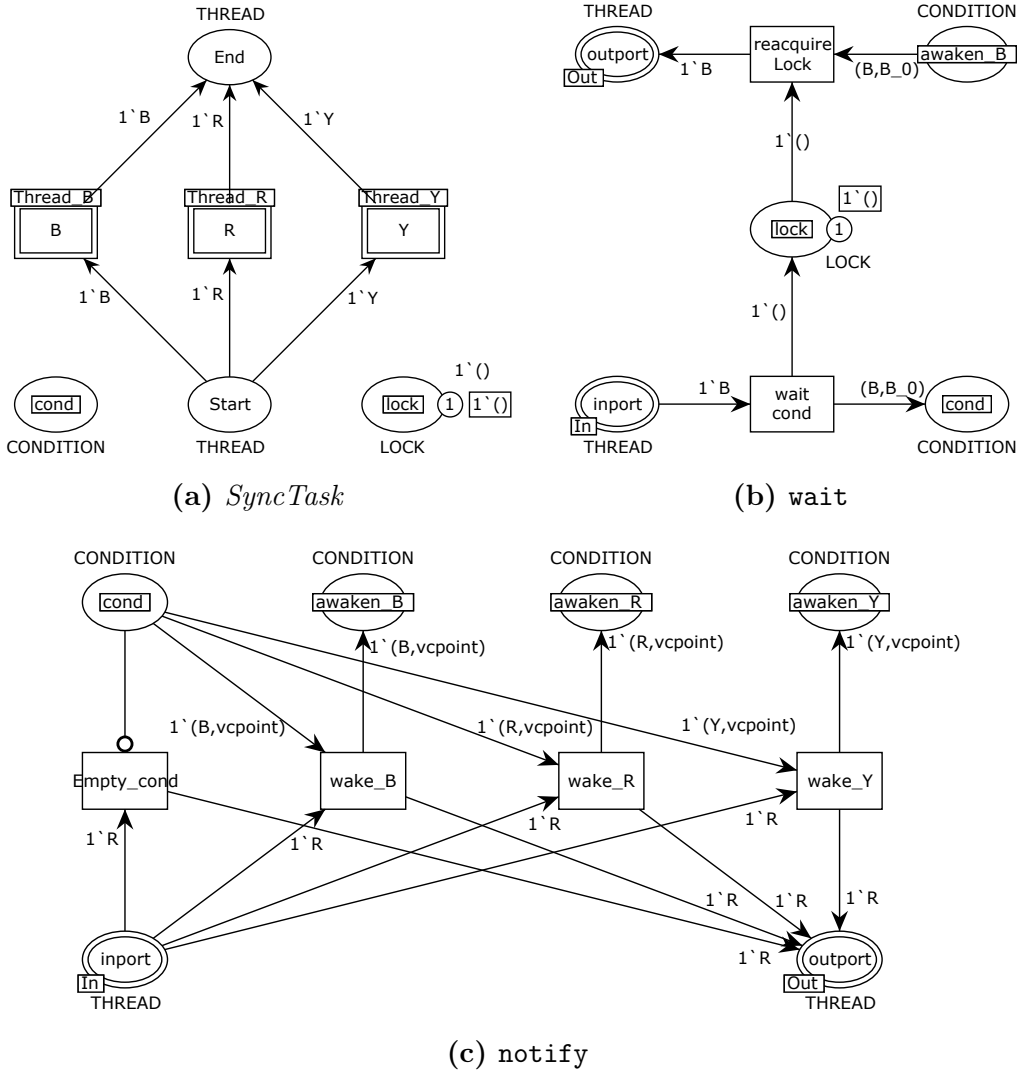 THREAD
End
1`B
1`R
1`Y
Thread_B
Thread_R
Thread_Y
B
R
Y
1`B
1`R
1`Y
cond
CONDITION
Start
THREAD
1`()
lock
1
1`()
LOCK
(a) SyncTask
THREAD
outport
Out
1`B
reacquire
Lock
CONDITION
awaken_B
(B,B_0)
1`()
1`()
lock
1
LOCK
1`()
inport
In
THREAD
1`B
wait
cond
(B,B_0)
cond
CONDITION
(b) wait
CONDITION
CONDITION
CONDITION
CONDITION
cond
awaken_B
awaken_R
awaken_Y
1`(B,vcpoint)
1`(R,vcpoint)
1`(Y,vcpoint)
1`(B,vcpoint)
1`(R,vcpoint)
1`(Y,vcpoint)
Empty_cond
wake_B
wake_R
wake_Y
1`R
1`R
1`R
1`R
1`R
1`R
1`R
1`R
inport
In
THREAD
outport
Out
THREAD
(c) notify